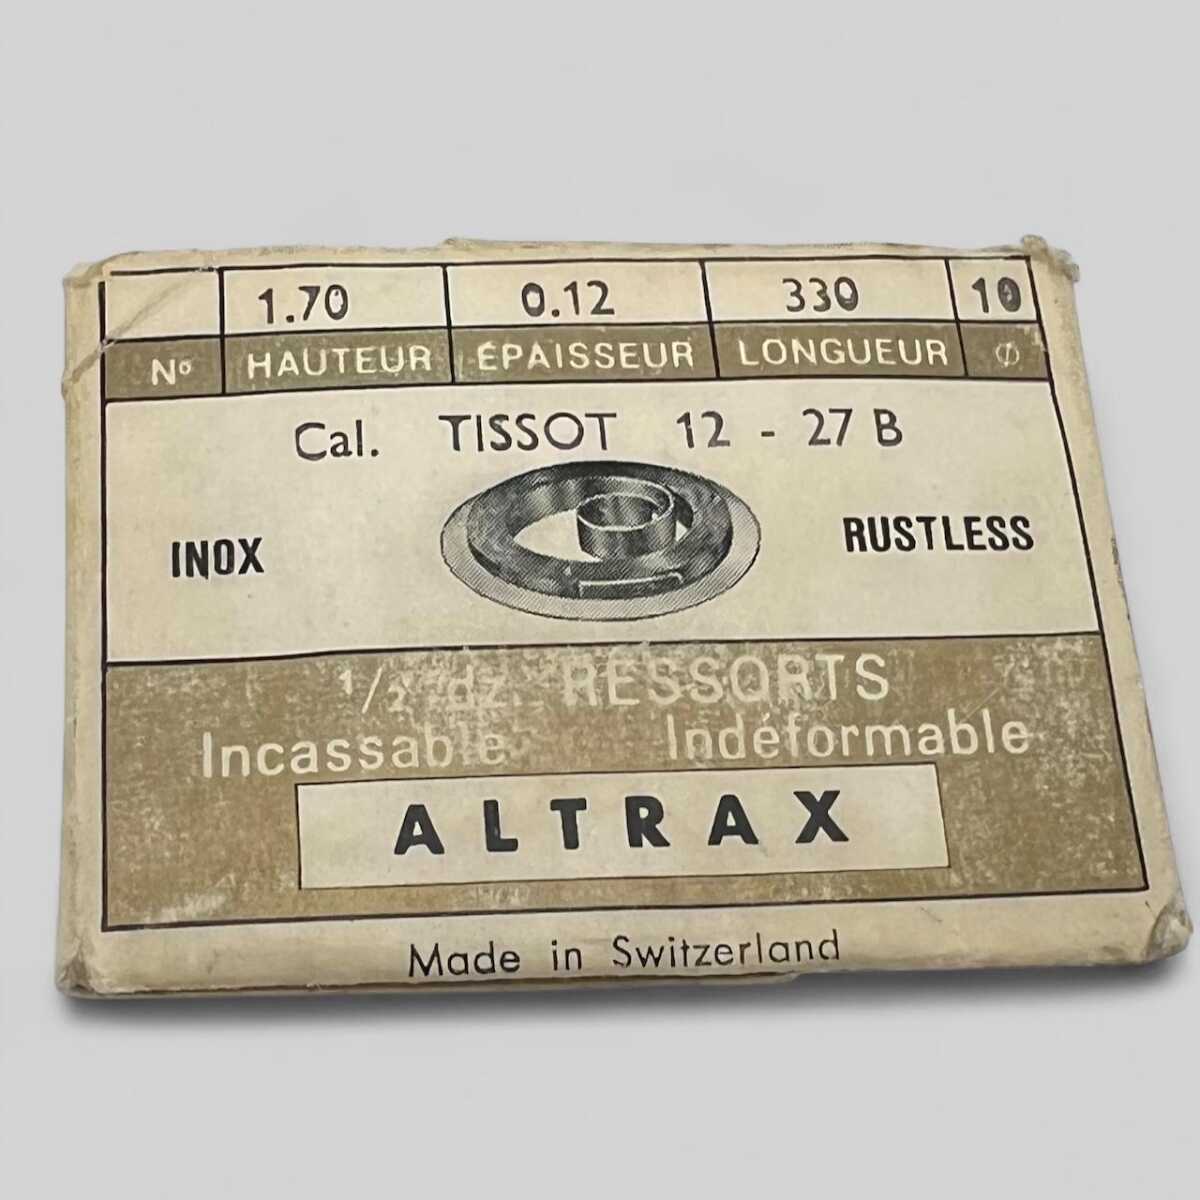 1.70 0.12 330 10
Nº HAUTEUR ÉPAISSEUR LONGUEUR ∅
Cal. TISSOT 12 - 27 B
INOX RUSTLESS
1/2 dz. RESSORTS
Incassable Indéformable
ALTRAX
Made in Switzerland